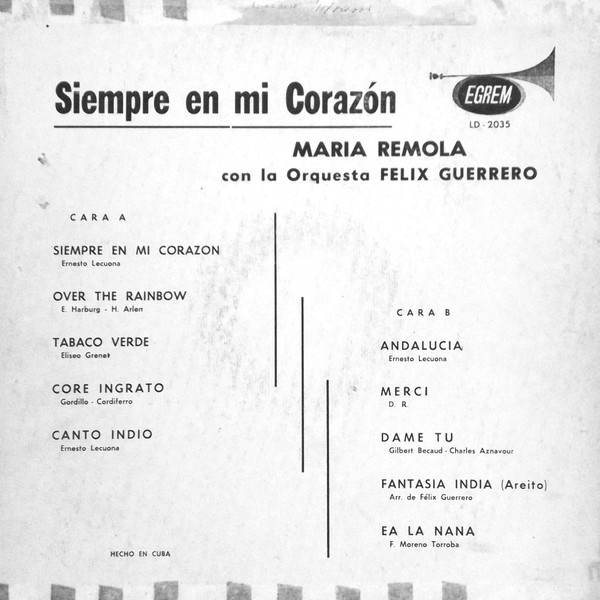 Siempre en mi Corazón
EGREM
LD - 2035
MARIA REMOLA
con la Orquesta FELIX GUERRERO
CARA A
SIEMPRE EN MI CORAZON
Ernesto Lecuona
OVER THE RAINBOW
E. Harburg - H. Arlen
TABACO VERDE
Eliseo Grenet
CORE INGRATO
Gordillo - Cordiferro
CANTO INDIO
Ernesto Lecuona
HECHO EN CUBA
CARA B
ANDALUCIA
Ernesto Lecuona
MERCI
D. R.
DAME TU
Gilbert Becaud - Charles Aznavour
FANTASIA INDIA (Areito)
Arr. de Félix Guerrero
EA LA NANA
F. Moreno Torroba